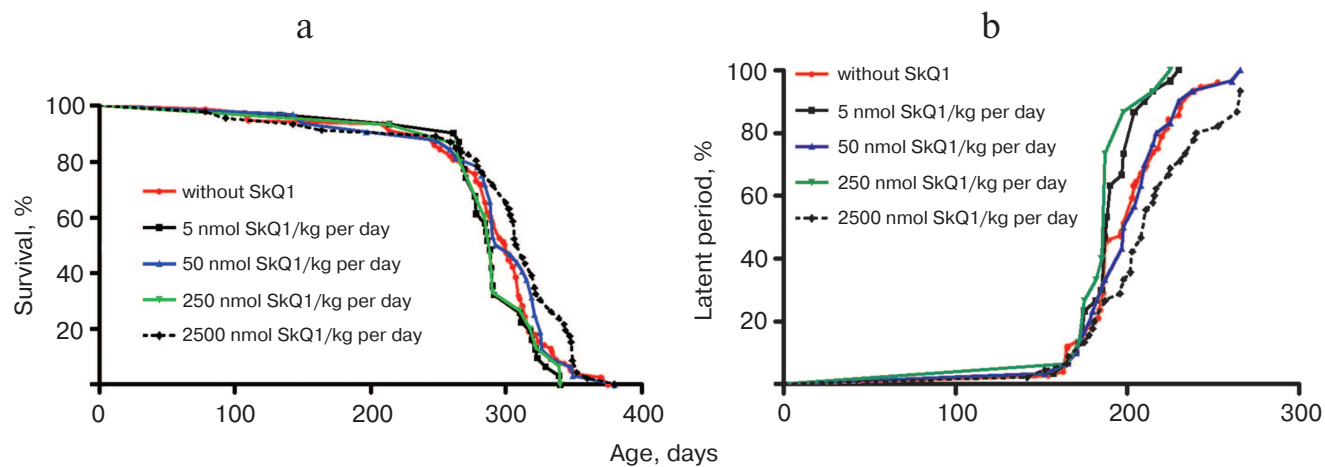 a
100
80
60
40
20
Survival, %
without SkQ1
5 nmol SkQ1/kg per day
50 nmol SkQ1/kg per day
250 nmol SkQ1/kg per day
2500 nmol SkQ1/kg per day
0
100
200
300
400
b
100
80
60
40
20
Latent period, %
without SkQ1
5 nmol SkQ1/kg per day
50 nmol SkQ1/kg per day
250 nmol SkQ1/kg per day
2500 nmol SkQ1/kg per day
0
100
200
300
Age, days